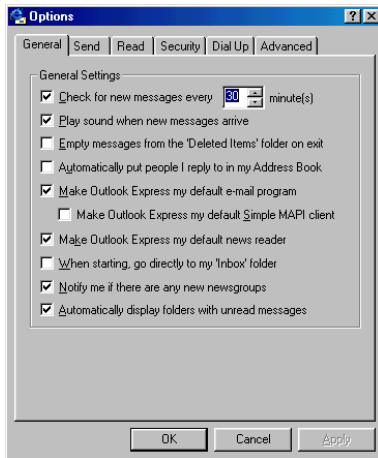 Options
General Send Read Security Dial Up Advanced
General Settings
Check for new messages every 30 minute(s)
Play sound when new messages arrive
Empty messages from the 'Deleted Items' folder on exit
Automatically put people I reply to in my Address Book
Make Outlook Express my default e-mail program
Make Outlook Express my default Simple MAPI client
Make Outlook Express my default news reader
When starting, go directly to my 'Inbox' folder
Notify me if there are any new newsgroups
Automatically display folders with unread messages
OK Cancel Apply